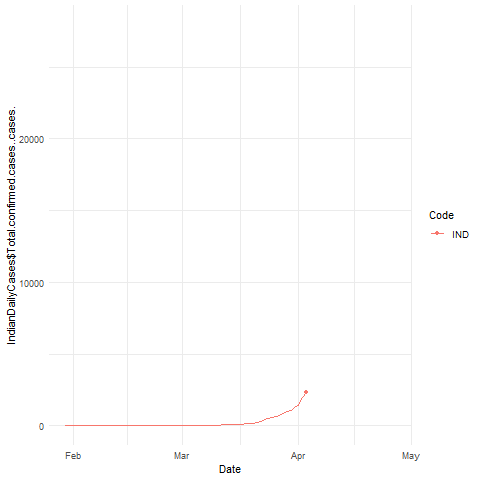 IndianDailyCases$Total.confirmed.cases..cases.
20000
10000
0
Feb
Mar
Apr
May
Date
Code
IND